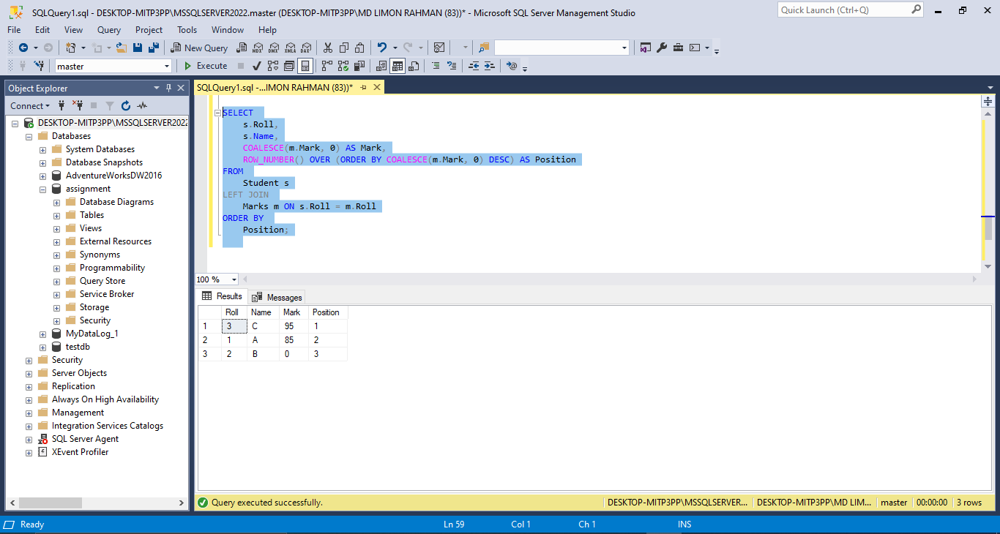 SQLQuery1.sql - DESKTOP-MITP3PP\MSSQLSERVER2022.master (DESKTOP-MITP3PP\MD LIMON RAHMAN (83))* - Microsoft SQL Server Management Studio
Quick Launch (Ctrl+Q)
File Edit View Query Project Tools Window Help
New Query MDX DMX XMLA DAX
master Execute
Object Explorer
SQLQuery1.sql -...IMON RAHMAN (83))*
Connect
DESKTOP-MITP3PP\MSSQLSERVER2022
Databases
System Databases
Database Snapshots
AdventureWorksDW2016
assignment
Database Diagrams
Tables
Views
External Resources
Synonyms
Programmability
Query Store
Service Broker
Storage
Security
MyDataLog_1
testdb
Security
Server Objects
Replication
Always On High Availability
Management
Integration Services Catalogs
SQL Server Agent
XEvent Profiler
SELECT
s.Roll,
s.Name,
COALESCE(m.Mark, 0) AS Mark,
ROW_NUMBER() OVER (ORDER BY COALESCE(m.Mark, 0) DESC) AS Position
FROM
Student s
LEFT JOIN
Marks m ON s.Roll = m.Roll
ORDER BY
Position;
100 %
Results Messages
Roll Name Mark Position
1 3 C 95 1
2 1 A 85 2
3 2 B 0 3
Query executed successfully. DESKTOP-MITP3PP\MSSQLSERVER... DESKTOP-MITP3PP\MD LIM... master 00:00:00 3 rows
Ready Ln 59 Col 1 Ch 1 INS